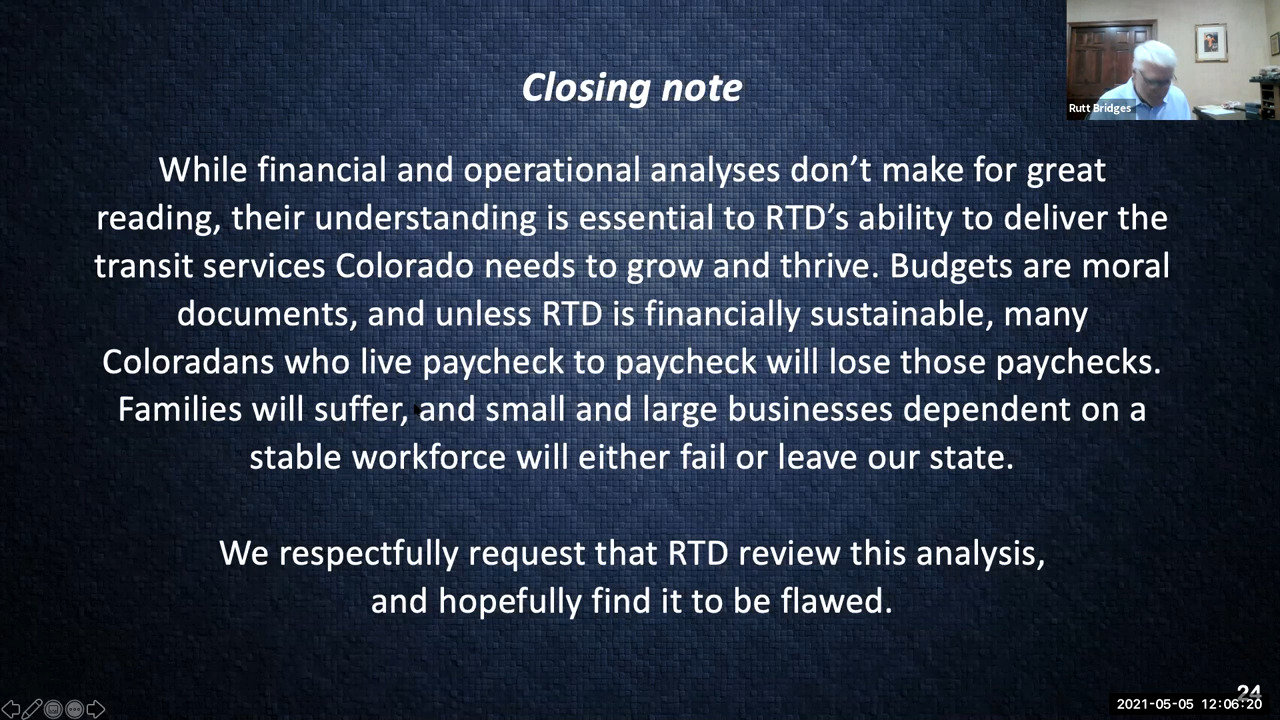 Closing note
Rutt Bridges
While financial and operational analyses don’t make for great
reading, their understanding is essential to RTD’s ability to deliver the
transit services Colorado needs to grow and thrive. Budgets are moral
documents, and unless RTD is financially sustainable, many
Coloradans who live paycheck to paycheck will lose those paychecks.
Families will suffer, and small and large businesses dependent on a
stable workforce will either fail or leave our state.
We respectfully request that RTD review this analysis,
and hopefully find it to be flawed.
24
2021-05-05 12:06:20